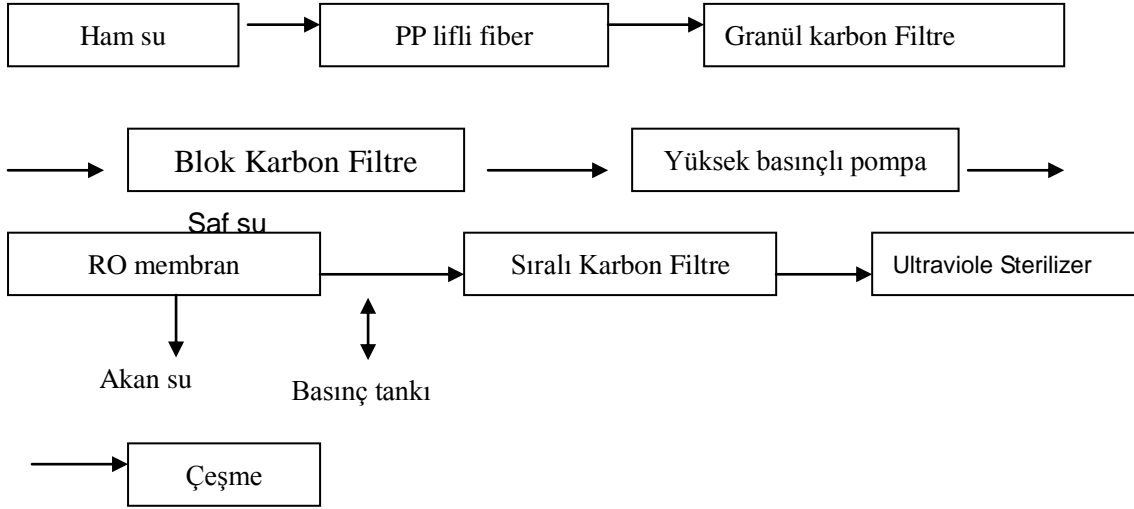 Ham su
PP lifli fiber
Granül karbon Filtre
Blok Karbon Filtre
Yüksek basınçlı pompa
Saf su
RO membran
Sıralı Karbon Filtre
Ultraviole Sterilizer
Akan su
Basınç tankı
Çeşme